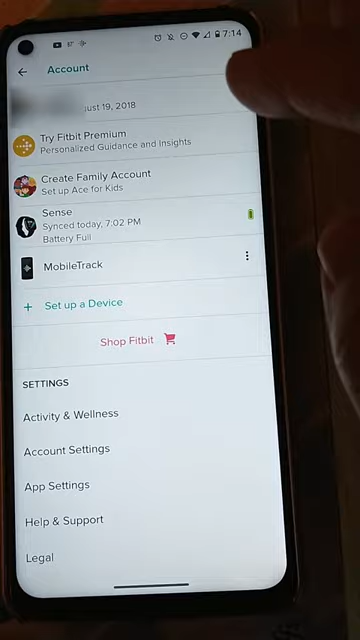 7:14
Account
ust 19, 2018
Try Fitbit Premium
Personalized Guidance and Insights
Create Family Account
Set up Ace for Kids
Sense
Synced today, 7:02 PM
Battery Full
MobileTrack
+ Set up a Device
Shop Fitbit
SETTINGS
Activity & Wellness
Account Settings
App Settings
Help & Support
Legal